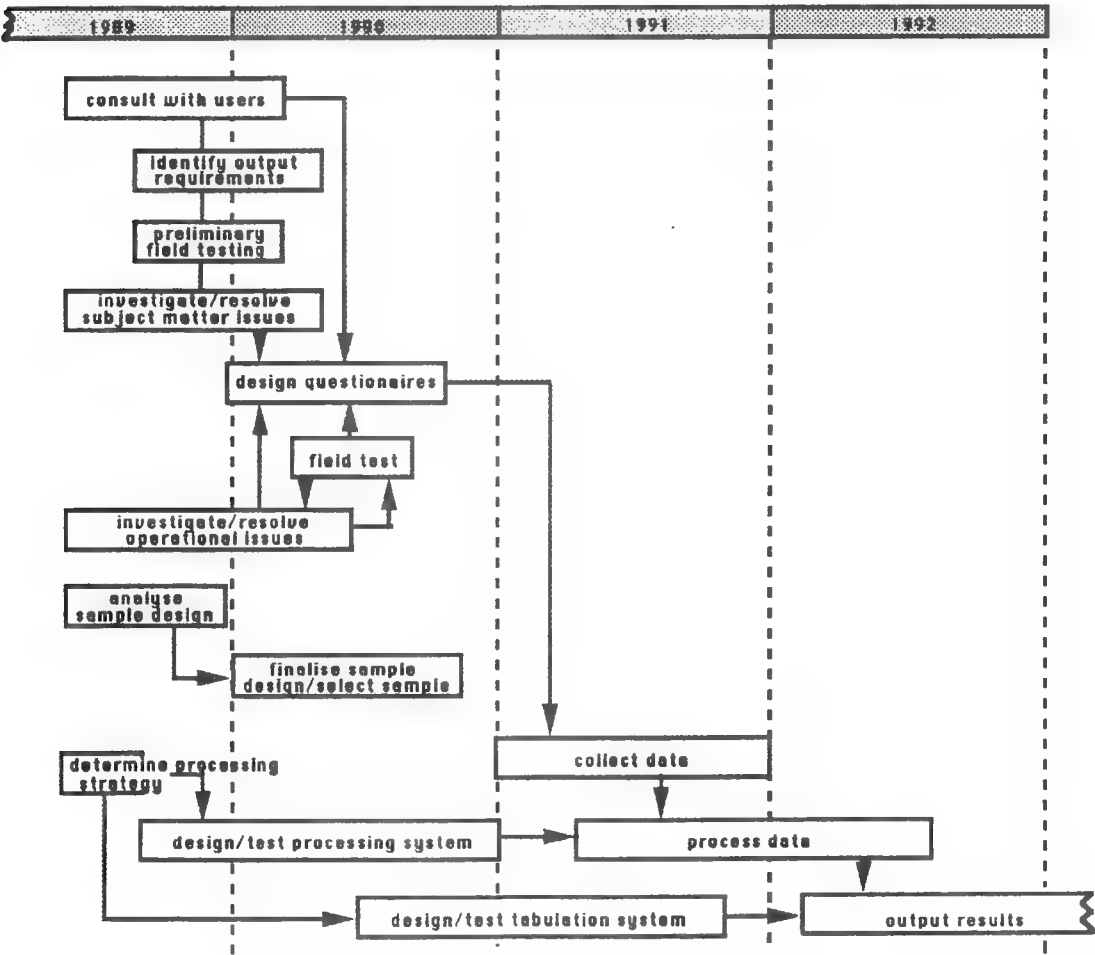 1989 1990 1991 1992
consult with users
identify output
requirements
preliminary
field testing
investigate/resolve
subject matter issues
design questionaires
field test
investigate/resolve
operational issues
analyse
sample design
finalise sample
design/select sample
collect data
determine processing
strategy
design/test processing system
process data
design/test tabulation system
output results